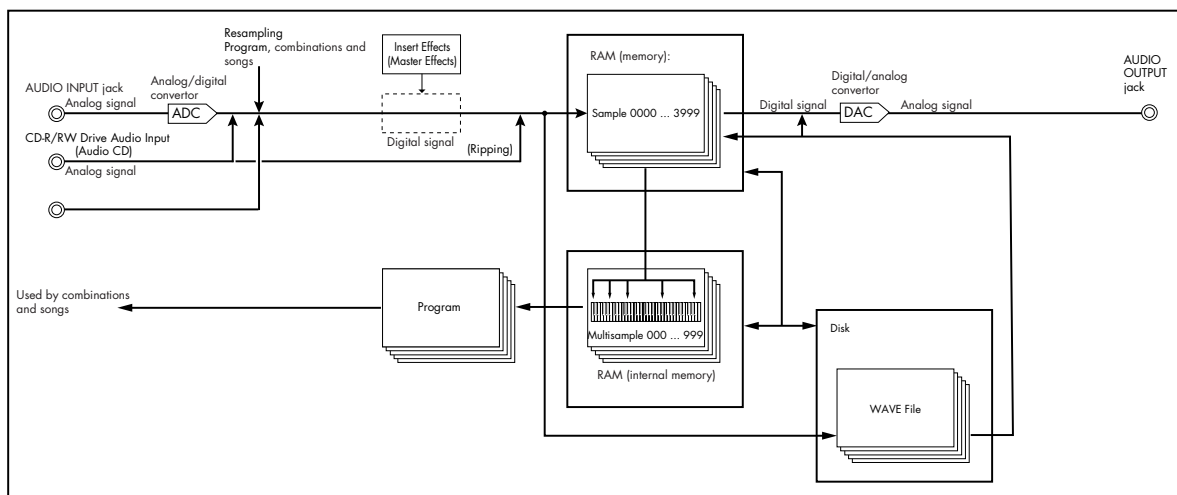 Resampling
Program, combinations and
songs
Insert Effects
(Master Effects)
RAM (memory):
AUDIO
OUTPUT
jack
AUDIO INPUT jack
Analog signal
Analog/digital
convertor
ADC
Sample 0000 ... 3999
Digital signal
Digital/analog
convertor
DAC
Analog signal
CD-R/RW Drive Audio Input
(Audio CD)
Analog signal
Digital signal
(Ripping)
Used by combinations
and songs
Program
Multisample 000 ... 999
RAM (internal memory)
Disk
WAVE File